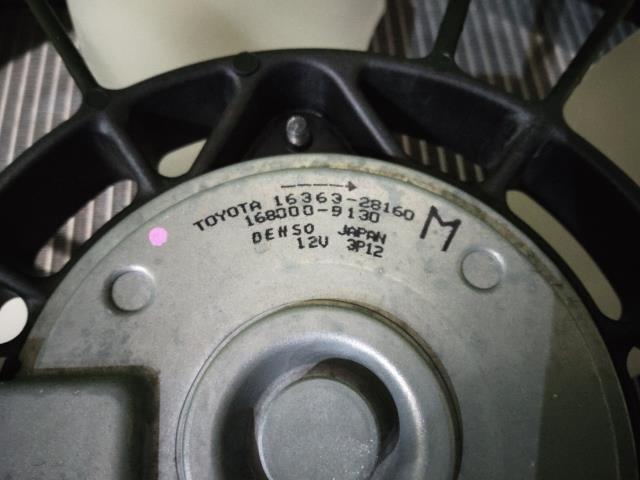 TOYOTA 16363-28160
168000-9130
DENSO JAPAN
12V 3P12
M